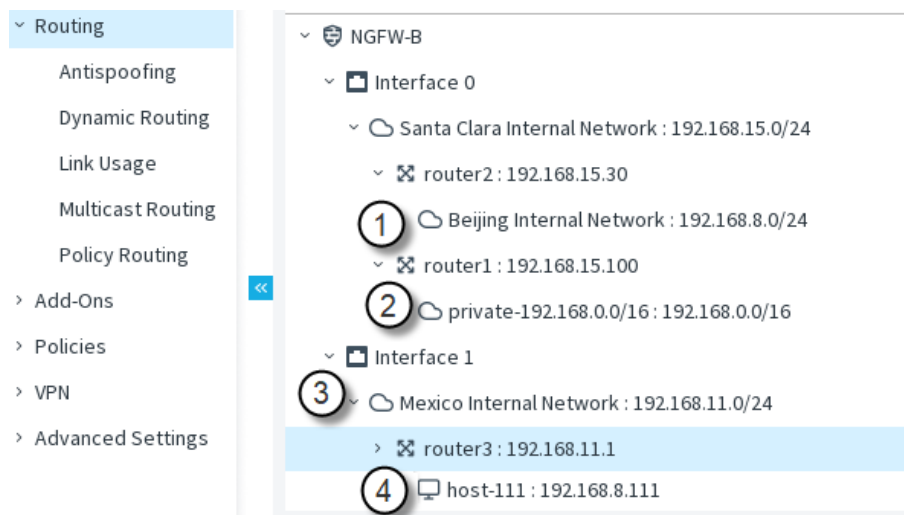 Routing
Antispoofing
Dynamic Routing
Link Usage
Multicast Routing
Policy Routing
Add-Ons
Policies
VPN
Advanced Settings
«
NGFW-B
Interface 0
Santa Clara Internal Network : 192.168.15.0/24
router2 : 192.168.15.30
1 Beijing Internal Network : 192.168.8.0/24
router1 : 192.168.15.100
2 private-192.168.0.0/16 : 192.168.0.0/16
Interface 1
3 Mexico Internal Network : 192.168.11.0/24
router3 : 192.168.11.1
4 host-111 : 192.168.8.111